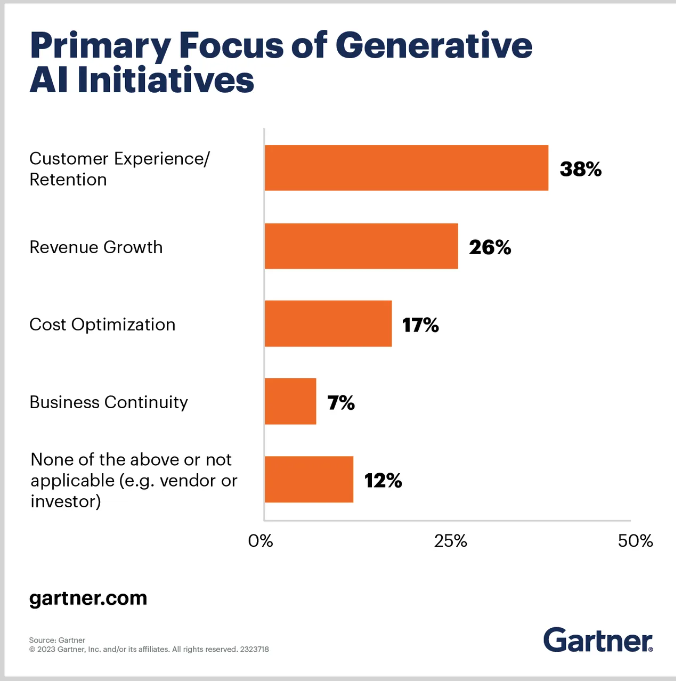 Primary Focus of Generative
AI Initiatives
Customer Experience/
Retention
38%
Revenue Growth
26%
Cost Optimization
17%
Business Continuity
7%
None of the above or not
applicable (e.g. vendor or
investor)
12%
0%
25%
50%
gartner.com
Source: Gartner
© 2023 Gartner, Inc. and/or its affiliates. All rights reserved. 2323718
Gartner®